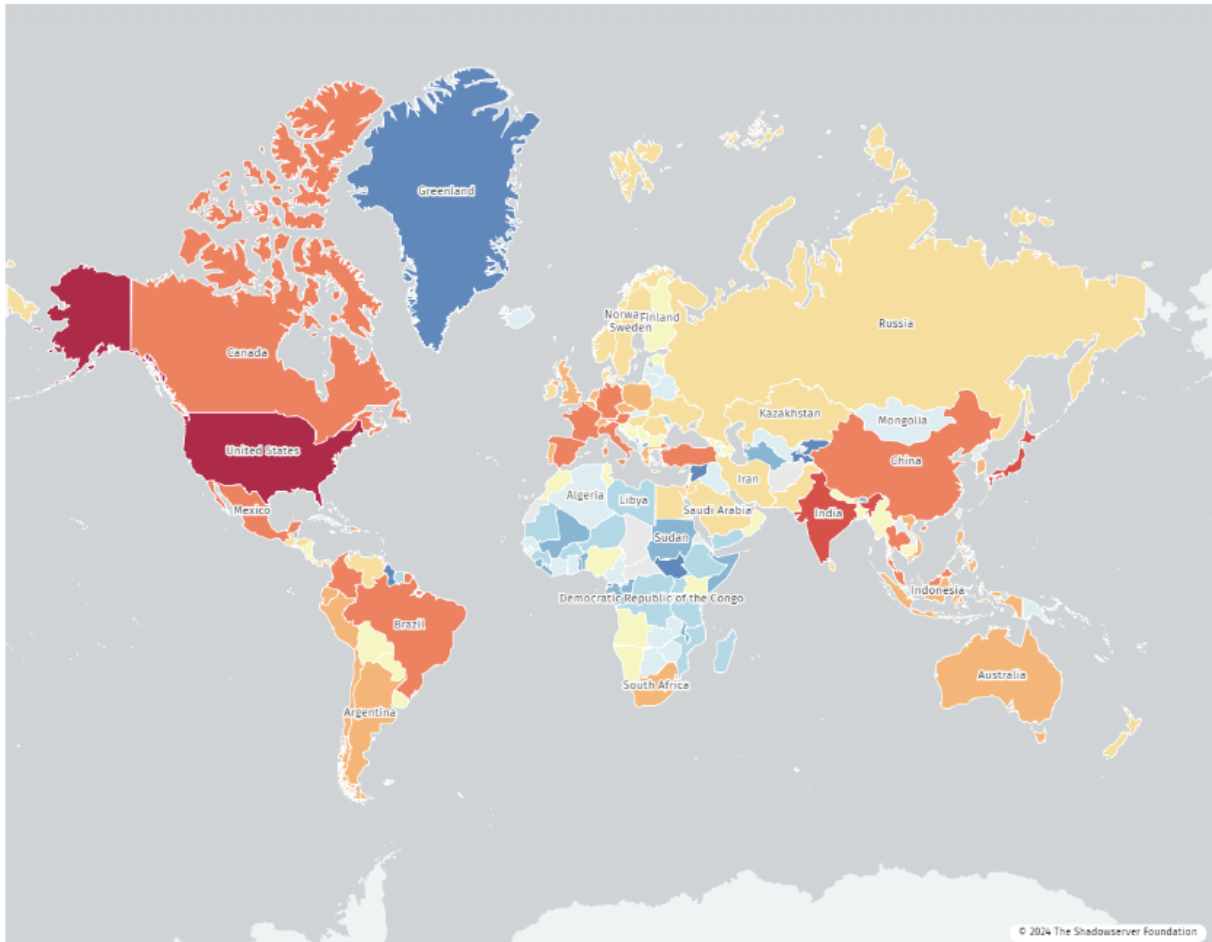 Greenland
Norwa
Finland
Sweden
Russia
Canada
Kazakhstan
Mongolia
United States
China
Iran
Algeria
Libya
Mexico
Saudi Arabia
India
Sudan
Indonesia
Democratic Republic of the Congo
Brazil
Australia
South Africa
Argentina
© 2024 The Shadowserver Foundation